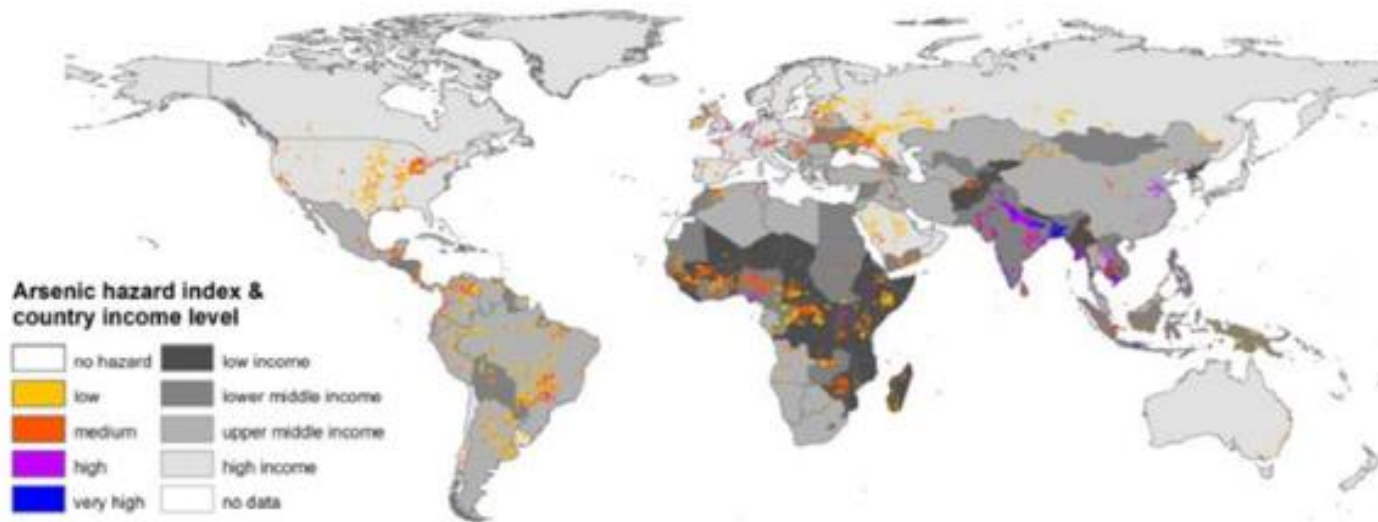 Arsenic hazard index &
country income level
no hazard
low income
low
lower middle income
medium
upper middle income
high
high income
very high
no data